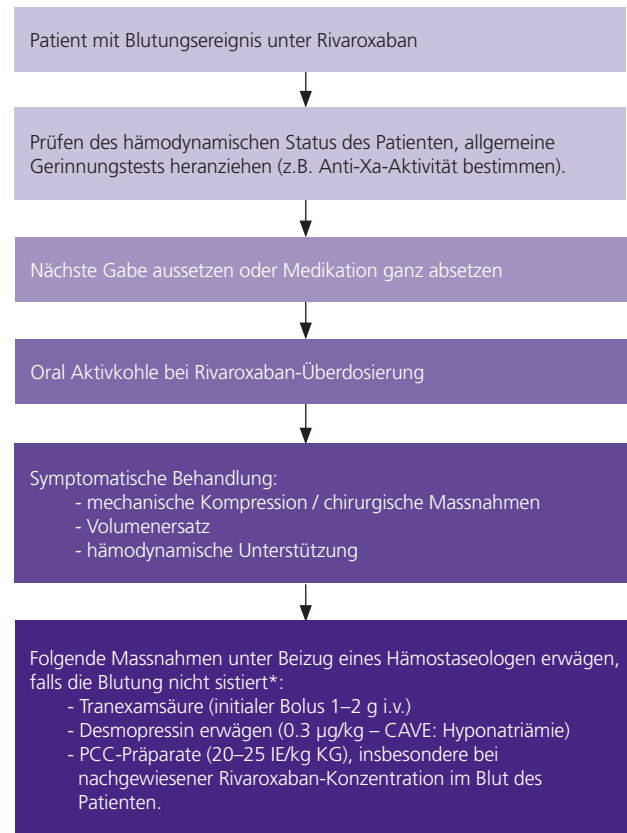 Patient mit Blutungsereignis unter Rivaroxaban
Prüfen des hämodynamischen Status des Patienten, allgemeine
Gerinnungstests heranziehen (z.B. Anti-Xa-Aktivität bestimmen).
Nächste Gabe aussetzen oder Medikation ganz absetzen
Oral Aktivkohle bei Rivaroxaban-Überdosierung
Symptomatische Behandlung:
- mechanische Kompression / chirurgische Massnahmen
- Volumenersatz
- hämodynamische Unterstützung
Folgende Massnahmen unter Beizug eines Hämostaseologen erwägen,
falls die Blutung nicht sistiert*:
- Tranexamsäure (initialer Bolus 1–2 g i.v.)
- Desmopressin erwägen (0.3 µg/kg – CAVE: Hyponatriämie)
- PCC-Präparate (20–25 IE/kg KG), insbesondere bei
nachgewiesener Rivaroxaban-Konzentration im Blut des
Patienten.